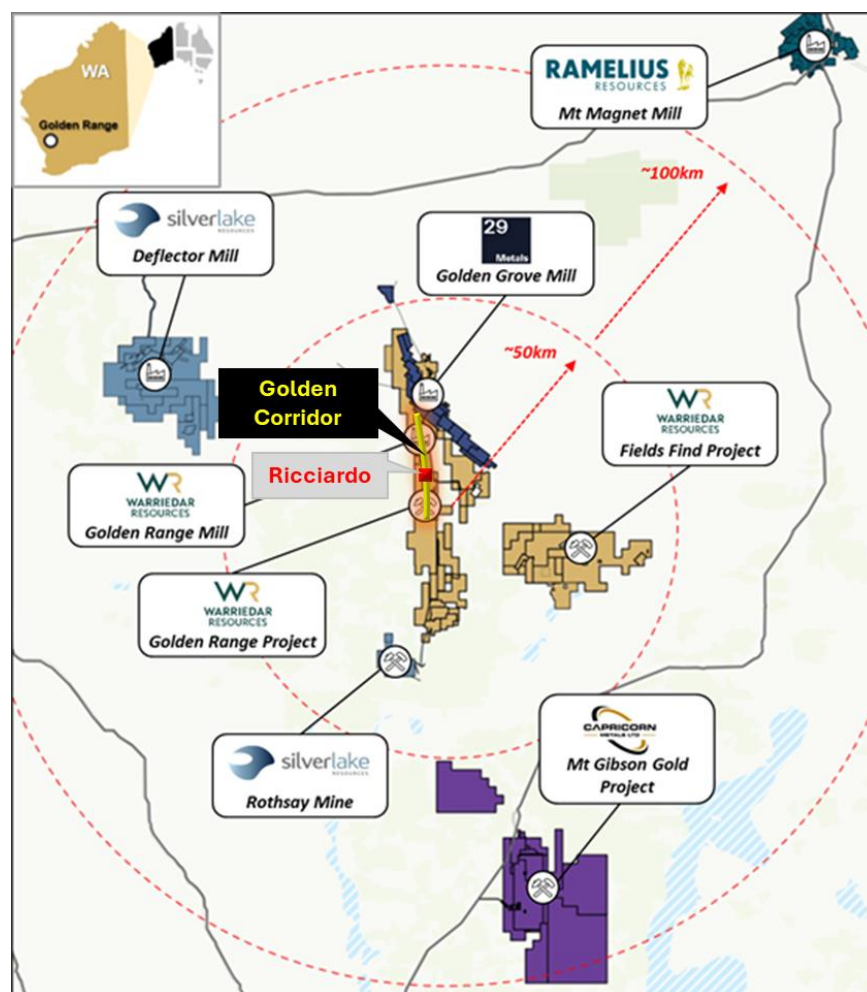 WA
Golden Range
RAMELIUS
RESOURCES
Mt Magnet Mill
~100km
silverlake
RESOURCES
Deflector Mill
29
Metals
Golden Grove Mill
~50km
Golden
Corridor
WR
WARRIEDAR
RESOURCES
Fields Find Project
Ricciardo
WR
WARRIEDAR
RESOURCES
Golden Range Mill
WR
WARRIEDAR
RESOURCES
Golden Range Project
CAPRICORN
METALS LTD
Mt Gibson Gold
Project
silverlake
RESOURCES
Rothsay Mine